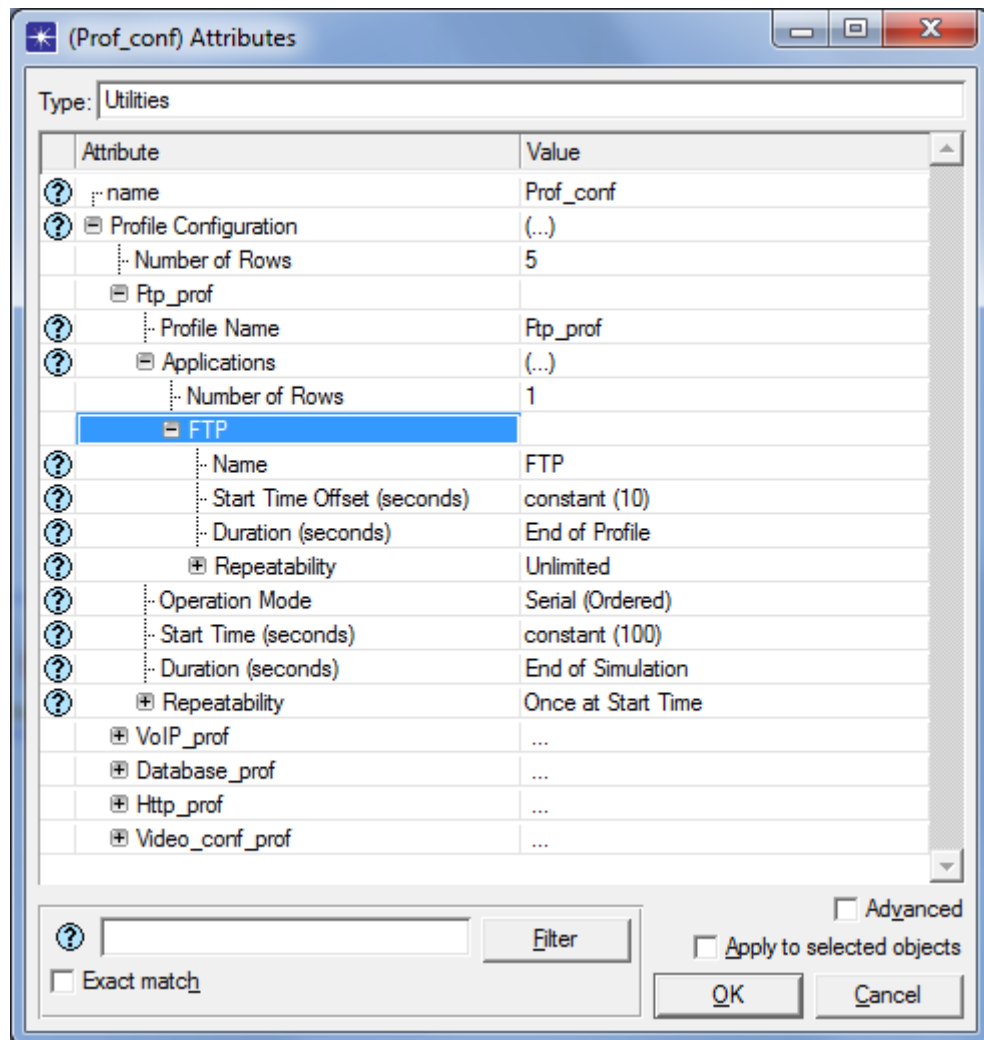 (Prof_conf) Attributes
Type: Utilities
Attribute Value
name Prof_conf
Profile Configuration (...)
Number of Rows 5
Ftp_prof
Profile Name Ftp_prof
Applications (...)
Number of Rows 1
FTP
Name FTP
Start Time Offset (seconds) constant (10)
Duration (seconds) End of Profile
Repeatability Unlimited
Operation Mode Serial (Ordered)
Start Time (seconds) constant (100)
Duration (seconds) End of Simulation
Repeatability Once at Start Time
VoIP_prof ...
Database_prof ...
Http_prof ...
Video_conf_prof ...
Advanced
Filter
Apply to selected objects
Exact match
OK Cancel